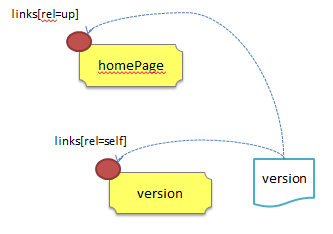 links[rel=up]
homePage
links[rel=self]
version
version